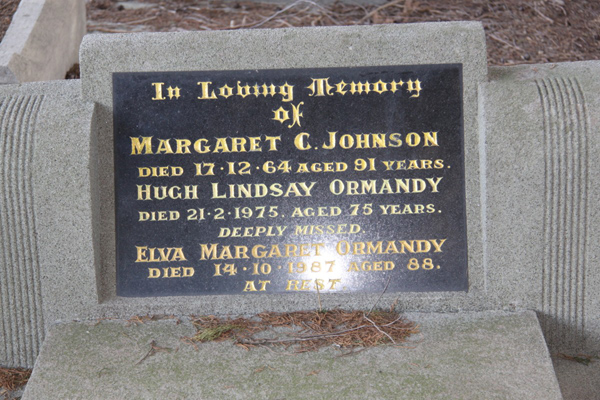 In Loving Memory
of
MARGARET C. JOHNSON
DIED 17·12·64 AGED 91 YEARS.
HUGH LINDSAY ORMANDY
DIED 21·2·1975. AGED 75 YEARS.
DEEPLY MISSED.
ELVA MARGARET ORMANDY
DIED 14·10·1987 AGED 88.
AT REST